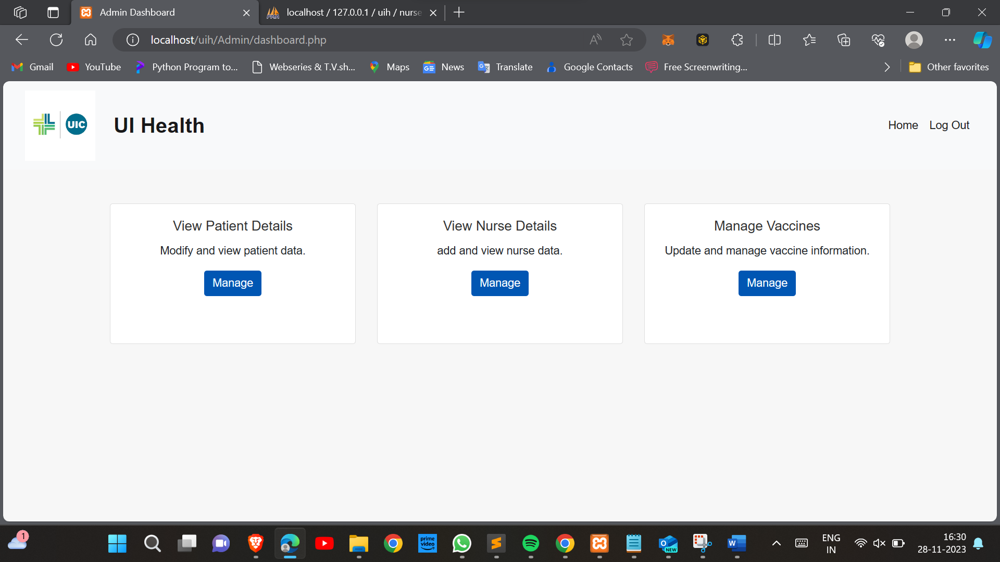 Admin Dashboard
localhost / 127.0.0.1 / uih / nurse
localhost/uih/Admin/dashboard.php
Gmail
YouTube
Python Program to...
Webseries & T.V.sh...
Maps
News
Translate
Google Contacts
Free Screenwriting...
Other favorites
UIC
UI Health
Home
Log Out
View Patient Details
Modify and view patient data.
Manage
View Nurse Details
add and view nurse data.
Manage
Manage Vaccines
Update and manage vaccine information.
Manage
1
prime
video
NEW
W
ENG
IN
16:30
28-11-2023